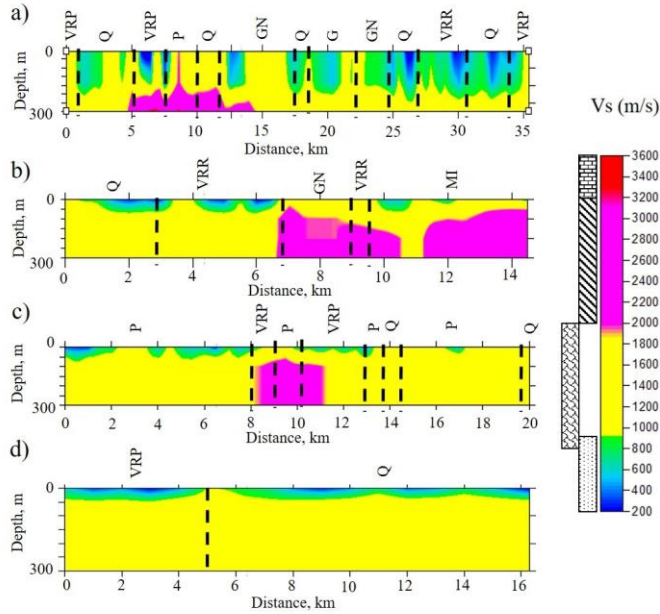 a)
VRP Q VRP P Q GN Q G GN Q VRR Q VRP
Depth, m
0
300
0 5 10 15 20 25 30 35
Distance, km
b)
Q VRR GN VRR MI
Depth, m
0
300
0 2 4 6 8 10 12 14
Distance, km
c)
P VRP P VRP P Q P Q
Depth, m
0
300
0 2 4 6 8 10 12 14 16 18 20
Distance, km
d)
VRP Q
Depth, m
0
300
0 2 4 6 8 10 12 14 16
Distance, km
Vs (m/s)
3600
3400
3200
3000
2800
2600
2400
2200
2000
1800
1600
1400
1200
1000
800
600
400
200